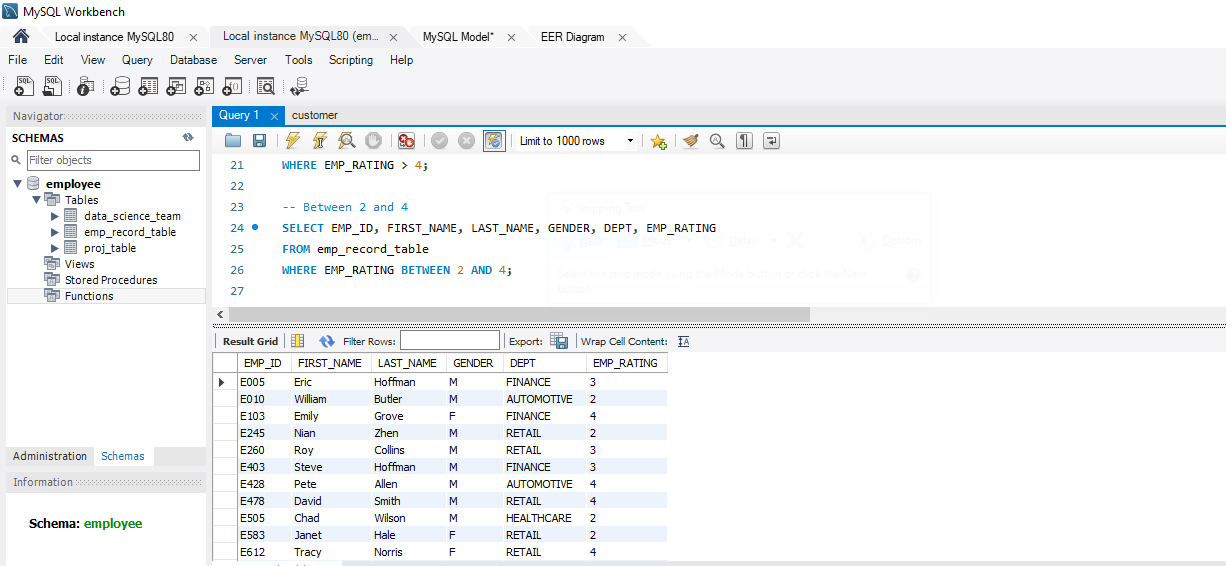 MySQL Workbench
Local instance MySQL80 Local instance MySQL80 (em... MySQL Model* EER Diagram
File Edit View Query Database Server Tools Scripting Help
Navigator
SCHEMAS
Filter objects
employee
Tables
data_science_team
emp_record_table
proj_table
Views
Stored Procedures
Functions
Administration Schemas
Information
Schema: employee
Query 1 customer
Limit to 1000 rows
21 WHERE EMP_RATING > 4;
22
23 -- Between 2 and 4
24 SELECT EMP_ID, FIRST_NAME, LAST_NAME, GENDER, DEPT, EMP_RATING
25 FROM emp_record_table
26 WHERE EMP_RATING BETWEEN 2 AND 4;
27
Result Grid Filter Rows: Export: Wrap Cell Content:
EMP_ID FIRST_NAME LAST_NAME GENDER DEPT EMP_RATING
E005 Eric Hoffman M FINANCE 3
E010 William Butler M AUTOMOTIVE 2
E103 Emily Grove F FINANCE 4
E245 Nian Zhen M RETAIL 2
E260 Roy Collins M RETAIL 3
E403 Steve Hoffman M FINANCE 3
E428 Pete Allen M AUTOMOTIVE 4
E478 David Smith M RETAIL 4
E505 Chad Wilson M HEALTHCARE 2
E583 Janet Hale F RETAIL 2
E612 Tracy Norris F RETAIL 4